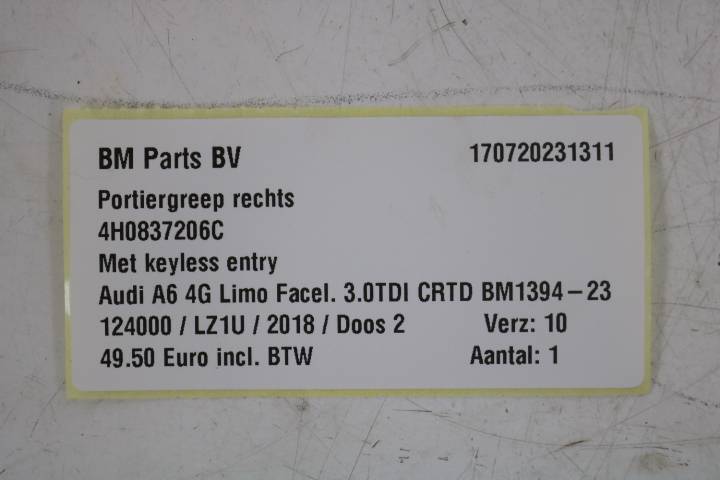 BM Parts BV 170720231311
Portiergreep rechts
4H0837206C
Met keyless entry
Audi A6 4G Limo Facel. 3.0TDI CRTD BM1394-23
124000 / LZ1U / 2018 / Doos 2 Verz: 10
49.50 Euro incl. BTW Aantal: 1